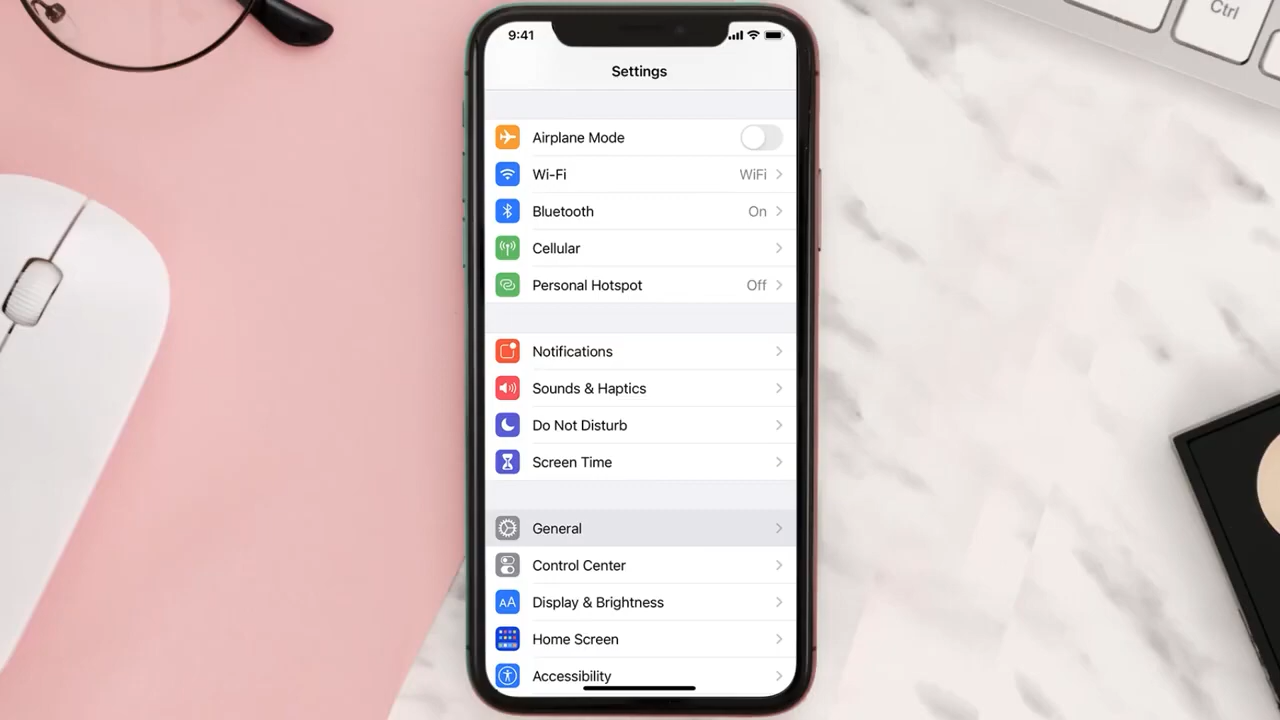 Ctrl
9:41
Settings
Airplane Mode
Wi-Fi WiFi
Bluetooth On
Cellular
Personal Hotspot Off
Notifications
Sounds & Haptics
Do Not Disturb
Screen Time
General
Control Center
AA Display & Brightness
Home Screen
Accessibility